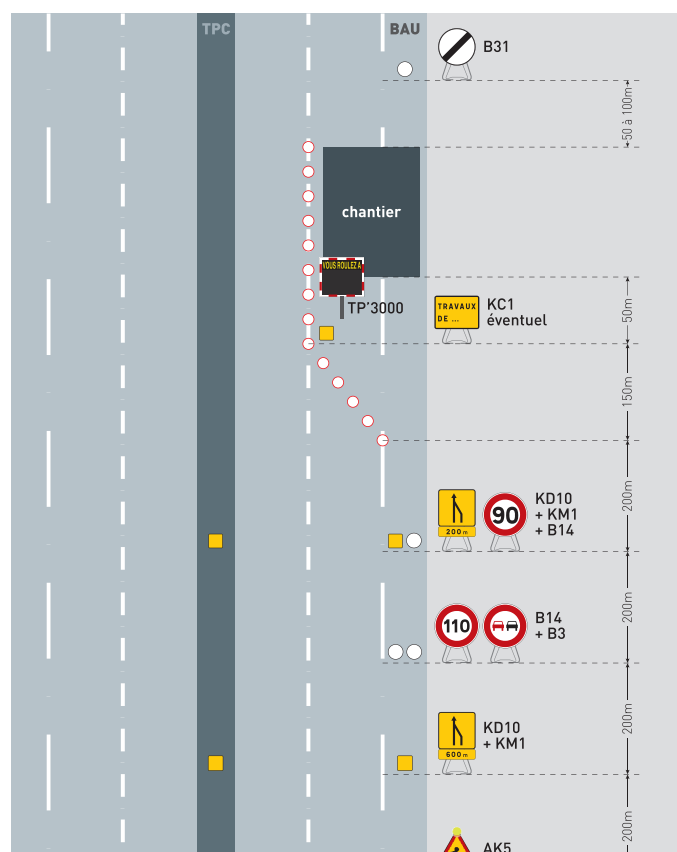 TPC
BAU
B31
50 à 100m
chantier
VOUS ROULEZ A
TP'3000
TRAVAUX
DE ...
KC1
éventuel
50m
150m
200m
200m
90
KD10
+ KM1
+ B14
200m
110
B14
+ B3
200m
600m
KD10
+ KM1
200m
AK5